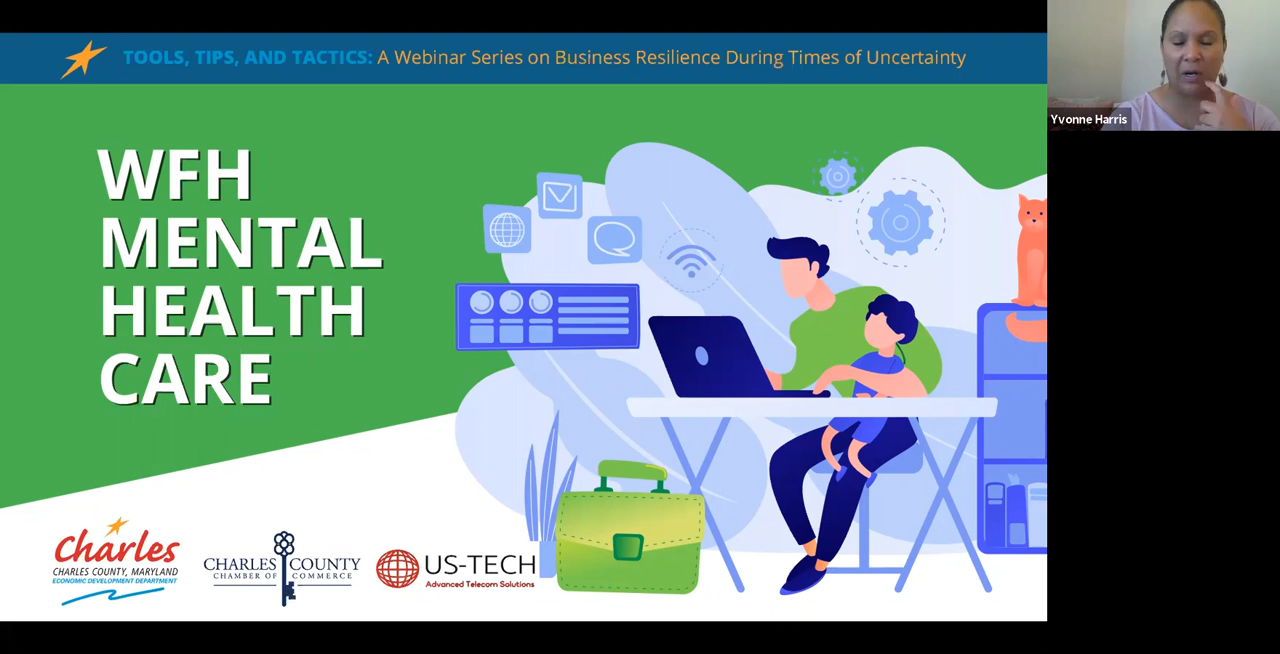 TOOLS, TIPS, AND TACTICS: A Webinar Series on Business Resilience During Times of Uncertainty
Yvonne Harris
WFH
MENTAL
HEALTH
CARE
Charles
CHARLES COUNTY, MARYLAND
ECONOMIC DEVELOPMENT DEPARTMENT
CHARLES COUNTY
CHAMBER OF COMMERCE
US-TECH
Advanced Telecom Solutions